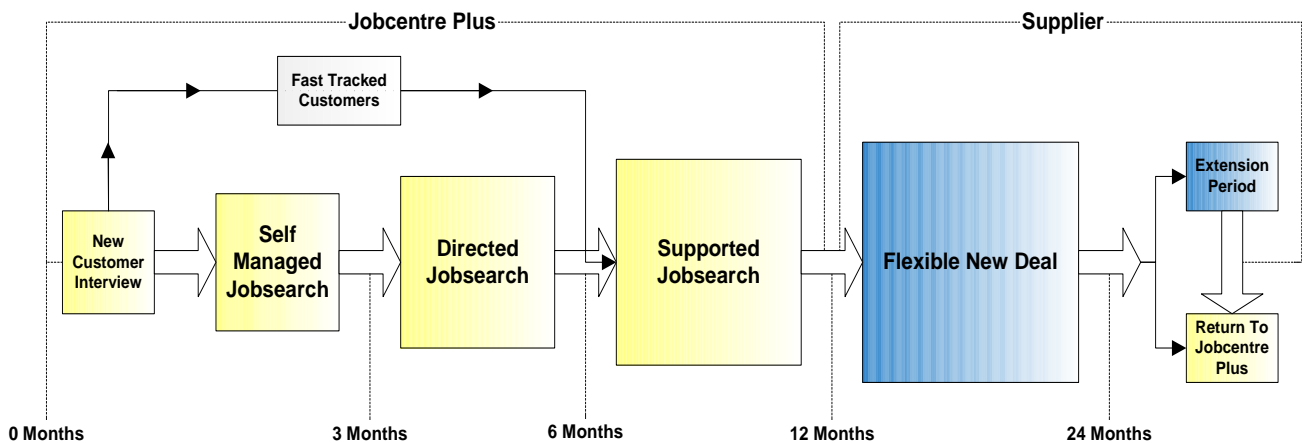 Jobcentre Plus
Supplier
Fast Tracked
Customers
New
Customer
Interview
Self
Managed
Jobsearch
Directed
Jobsearch
Supported
Jobsearch
Flexible New Deal
Extension
Period
Return To
Jobcentre
Plus
0 Months
3 Months
6 Months
12 Months
24 Months